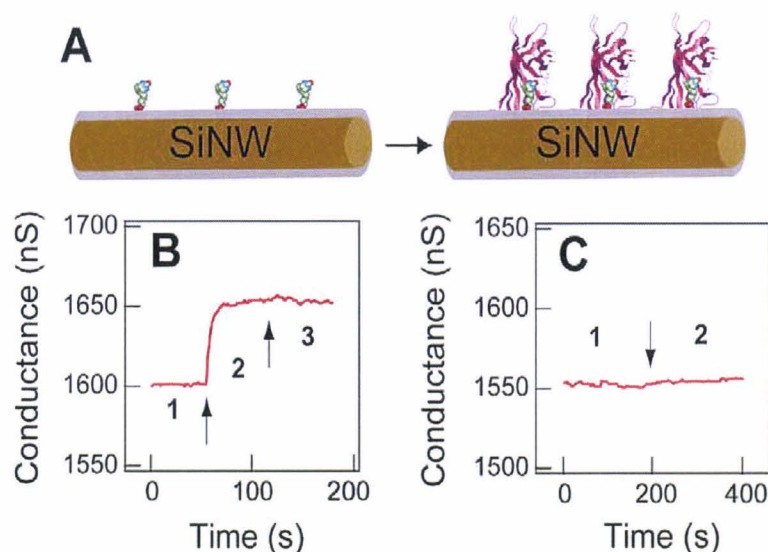 A
SiNW
SiNW
B
Conductance (nS)
1700
1650
1600
1550
1
2
3
0
100
200
Time (s)
C
Conductance (nS)
1650
1600
1550
1500
1
2
0
200
400
Time (s)